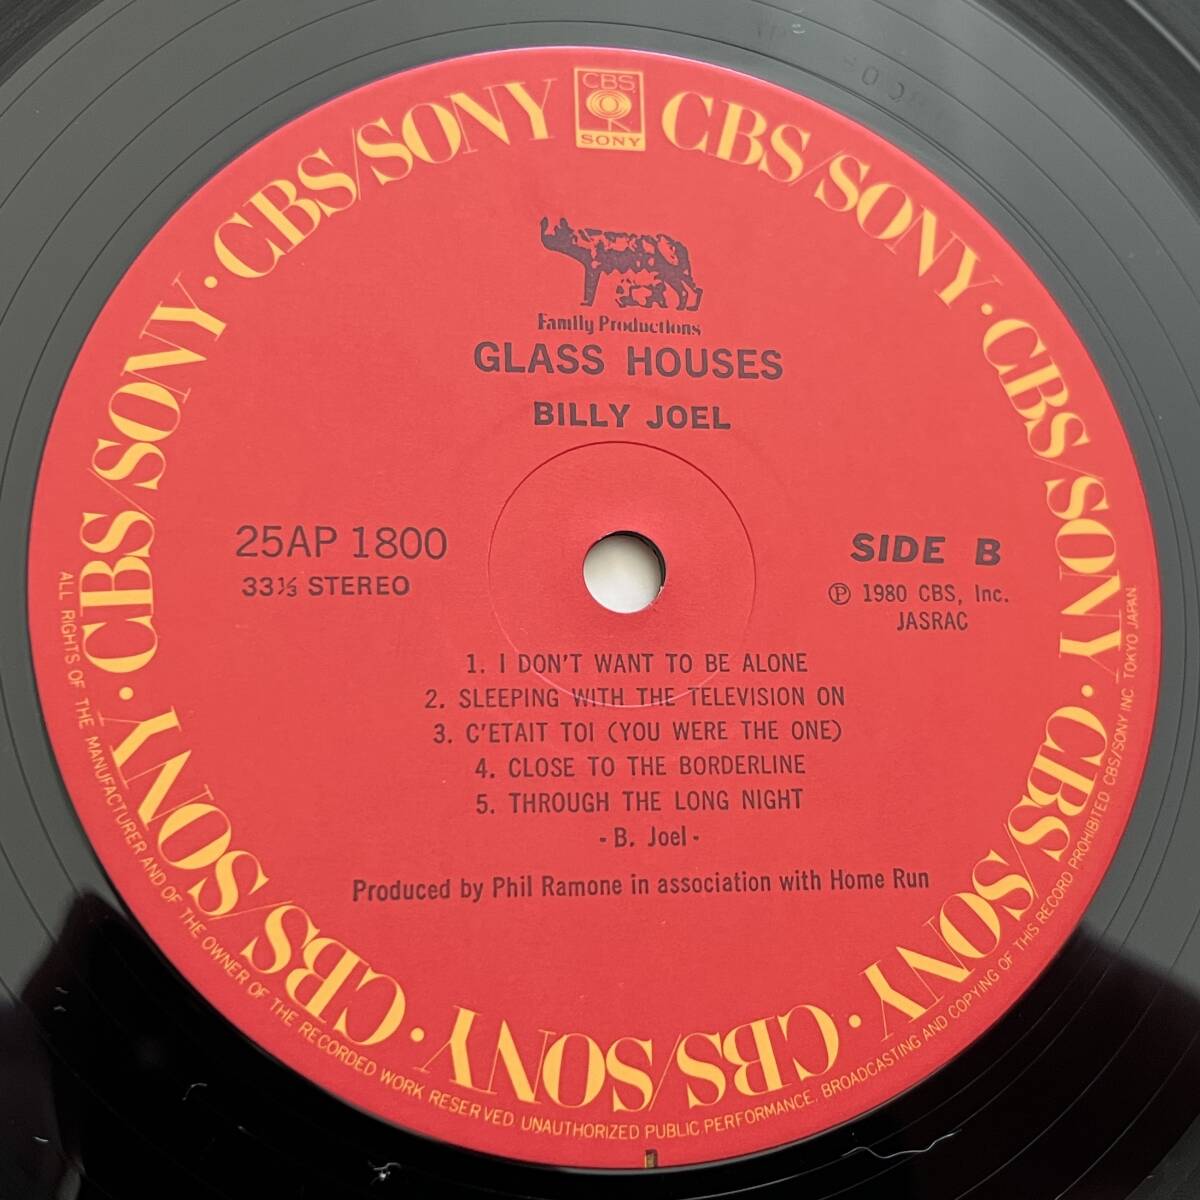 CBS/SONY · CBS/SONY · CBS/SONY · CBS/SONY · CBS/SONY · CBS/SONY · CBS/SONY
CBS
SONY
Family Productions
GLASS HOUSES
BILLY JOEL
25AP 1800
33⅓ STEREO
SIDE B
Ⓟ 1980 CBS, Inc.
JASRAC
1. I DON'T WANT TO BE ALONE
2. SLEEPING WITH THE TELEVISION ON
3. C'ETAIT TOI (YOU WERE THE ONE)
4. CLOSE TO THE BORDERLINE
5. THROUGH THE LONG NIGHT
- B. Joel -
Produced by Phil Ramone in association with Home Run
ALL RIGHTS OF THE MANUFACTURER AND OF THE OWNER OF THE RECORDED WORK RESERVED. UNAUTHORIZED PUBLIC PERFORMANCE, BROADCASTING AND COPYING OF THIS RECORD PROHIBITED CBS/SONY INC TOKYO JAPAN